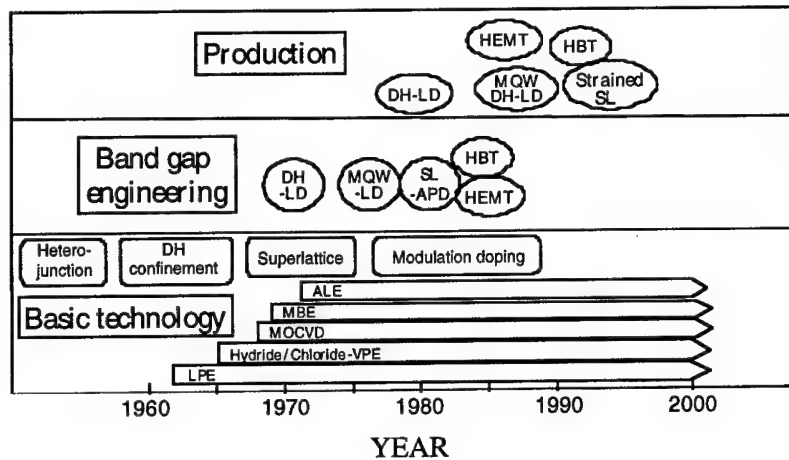 Production
HEMT
HBT
DH-LD
MQW
DH-LD
Strained
SL
Band gap
engineering
DH
-LD
MQW
-LD
SL
-APD
HBT
HEMT
Hetero-
junction
DH
confinement
Superlattice
Modulation doping
Basic technology
ALE
MBE
MOCVD
Hydride/Chloride-VPE
LPE
1960
1970
1980
1990
2000
YEAR